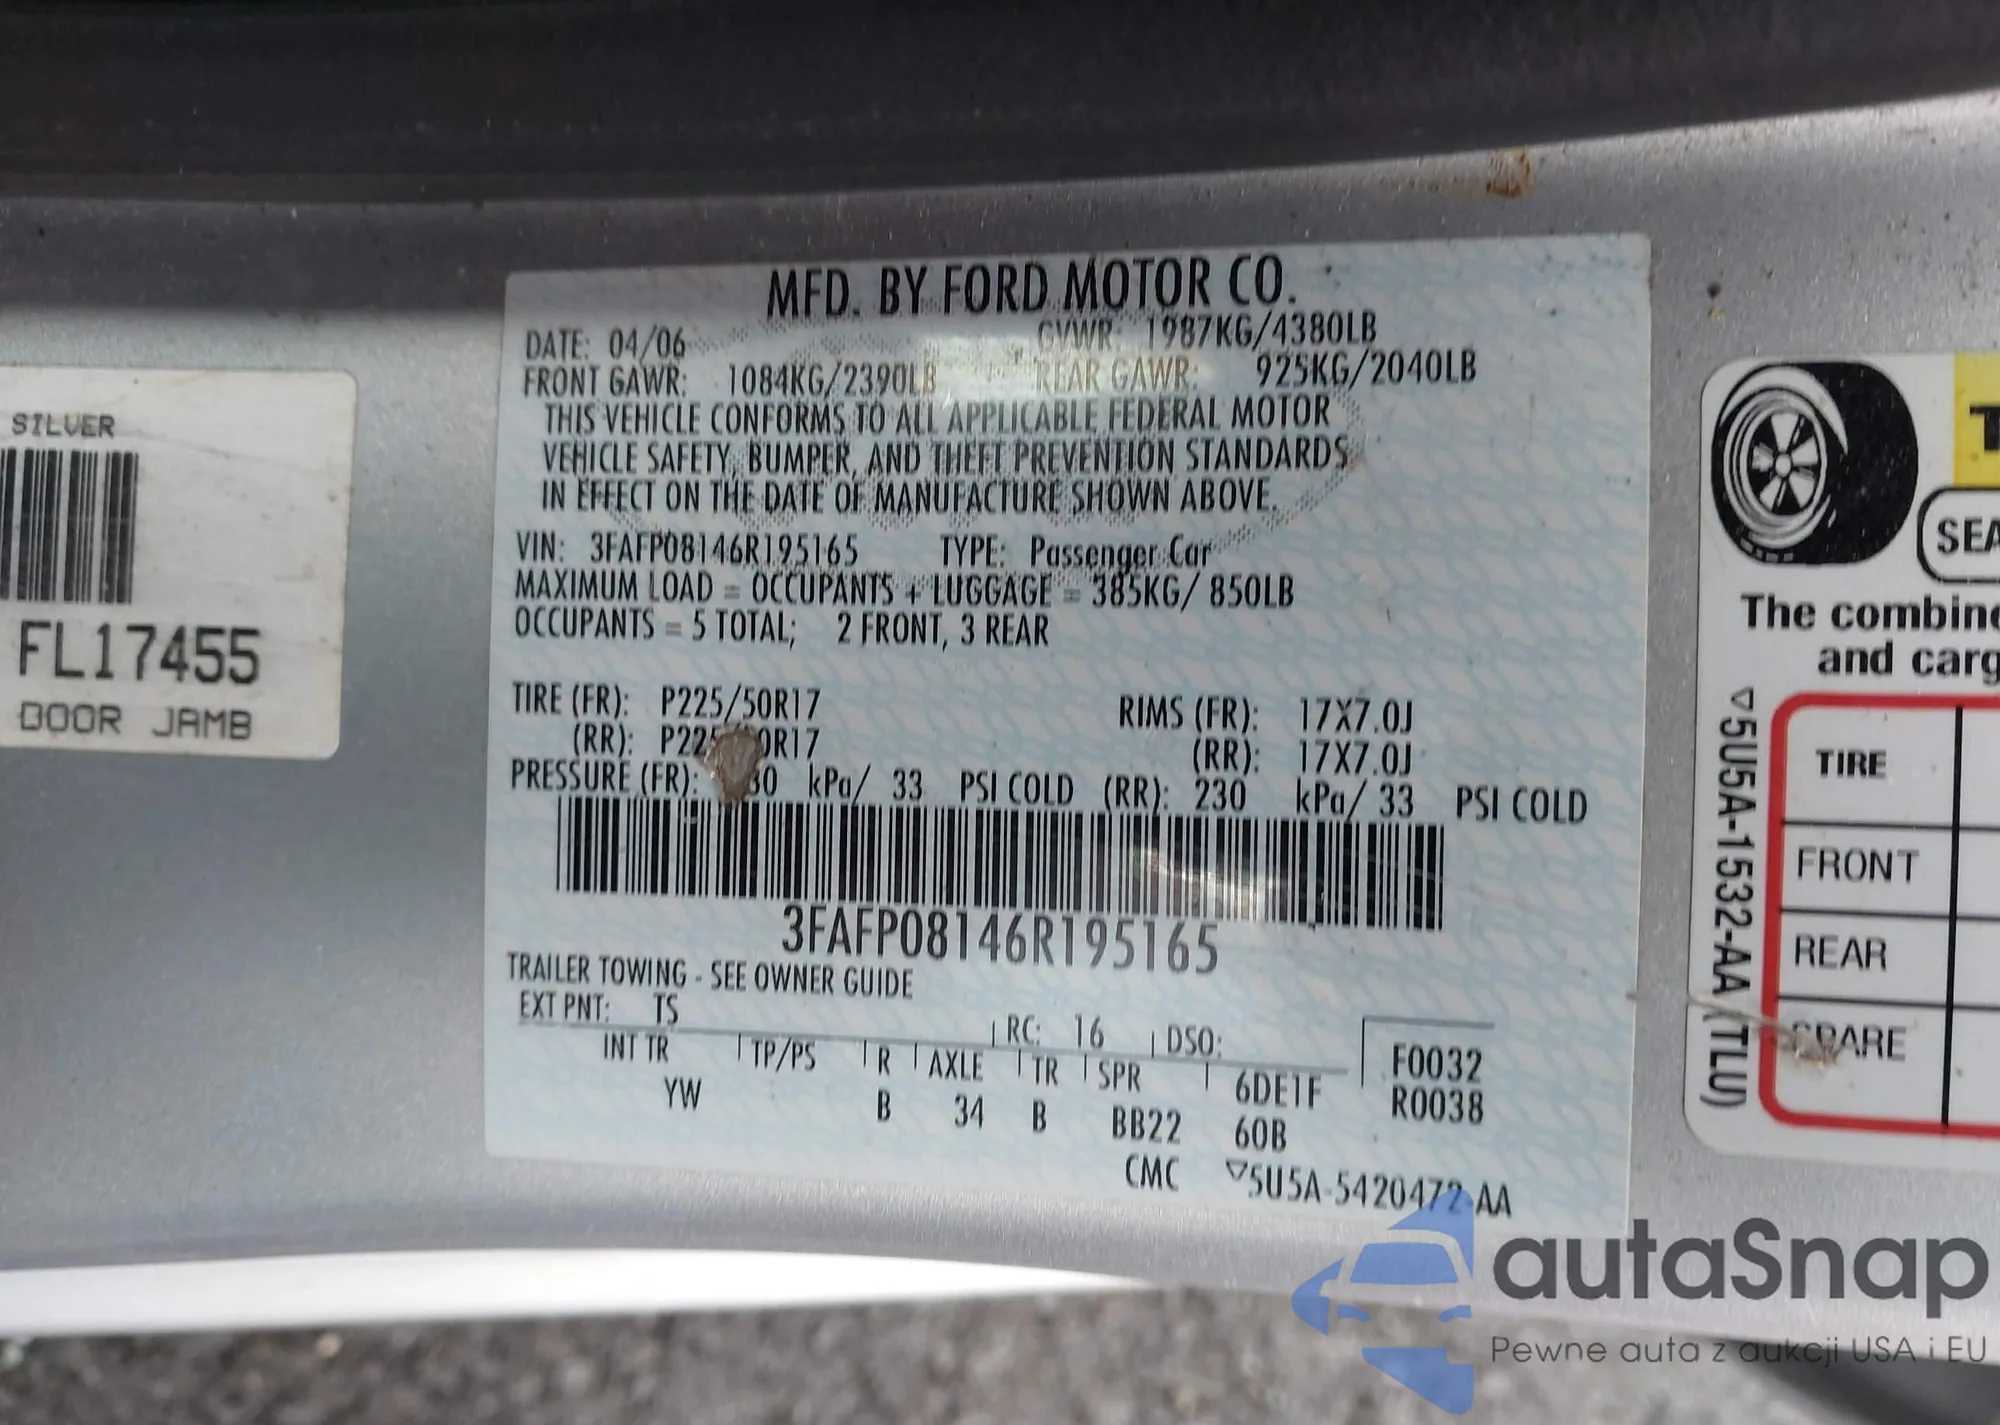 SILVER
FL17455
DOOR JAMB
MFD. BY FORD MOTOR CO.
DATE: 04/06 GVWR: 1987KG/4380LB
FRONT GAWR: 1084KG/2390LB REAR GAWR: 925KG/2040LB
THIS VEHICLE CONFORMS TO ALL APPLICABLE FEDERAL MOTOR
VEHICLE SAFETY, BUMPER, AND THEFT PREVENTION STANDARDS
IN EFFECT ON THE DATE OF MANUFACTURE SHOWN ABOVE.
VIN: 3FAFP08146R195165 TYPE: Passenger Car
MAXIMUM LOAD = OCCUPANTS + LUGGAGE = 385KG/ 850LB
OCCUPANTS = 5 TOTAL; 2 FRONT, 3 REAR
TIRE (FR): P225/50R17 RIMS (FR): 17X7.0J
(RR): 0R17 (RR): 17X7.0J
PRESSURE (FR): 30 kPa/ 33 PSI COLD (RR): 230 kPa/ 33 PSI COLD
3FAFP08146R195165
TRAILER TOWING - SEE OWNER GUIDE
EXT PNT: TS RC: 16 DSO:
INT TR TP/PS R AXLE TR SPR 6DE1F F0032
YW B 34 B BB22 60B R0038
CMC ▽5U5A-5420472-AA
T
SEA
The combin
and carg
▽5U5A-1532-AA (TLU)
TIRE
FRONT
REAR
SPARE
autaSnap
Pewne auta z aukcji USA i EU